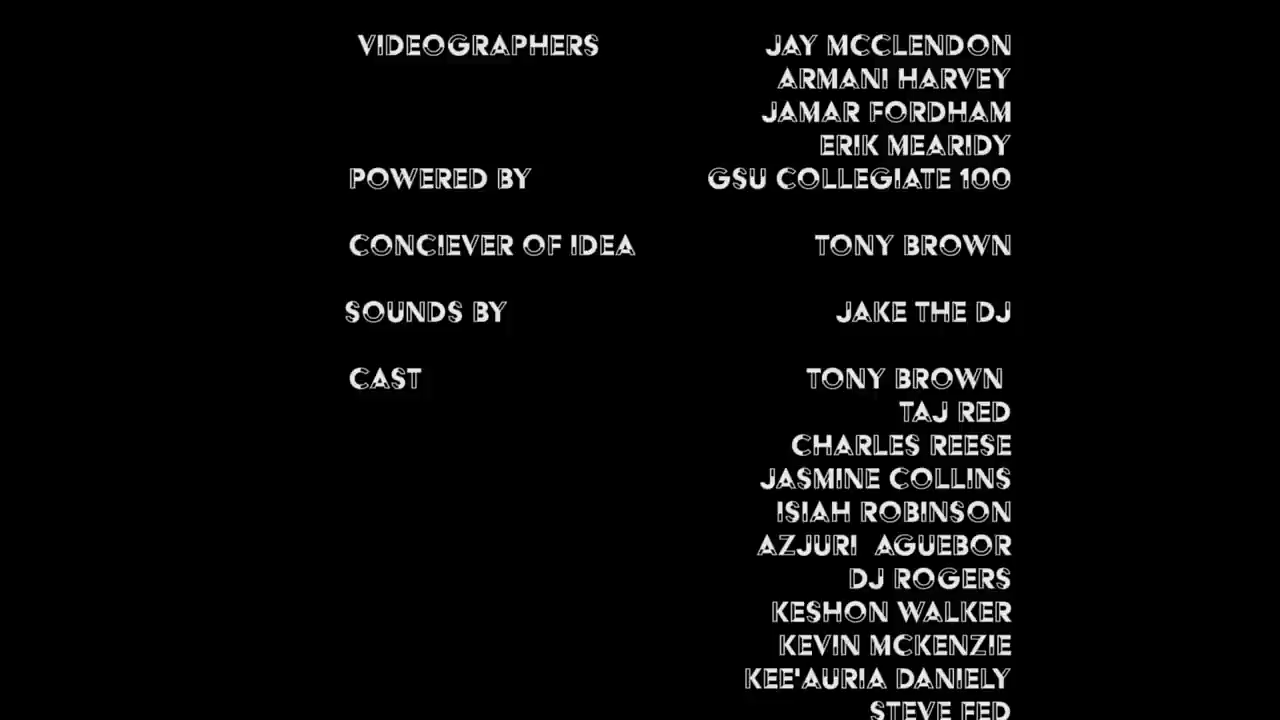 VIDEOGRAPHERS JAY MCCLENDON
ARMANI HARVEY
JAMAR FORDHAM
ERIK MEARIDY
POWERED BY GSU COLLEGIATE 100
CONCIEVER OF IDEA TONY BROWN
SOUNDS BY JAKE THE DJ
CAST TONY BROWN
TAJ RED
CHARLES REESE
JASMINE COLLINS
ISIAH ROBINSON
AZJURI AGUEBOR
DJ ROGERS
KESHON WALKER
KEVIN MCKENZIE
KEE'AURIA DANIELY
STEVE FED